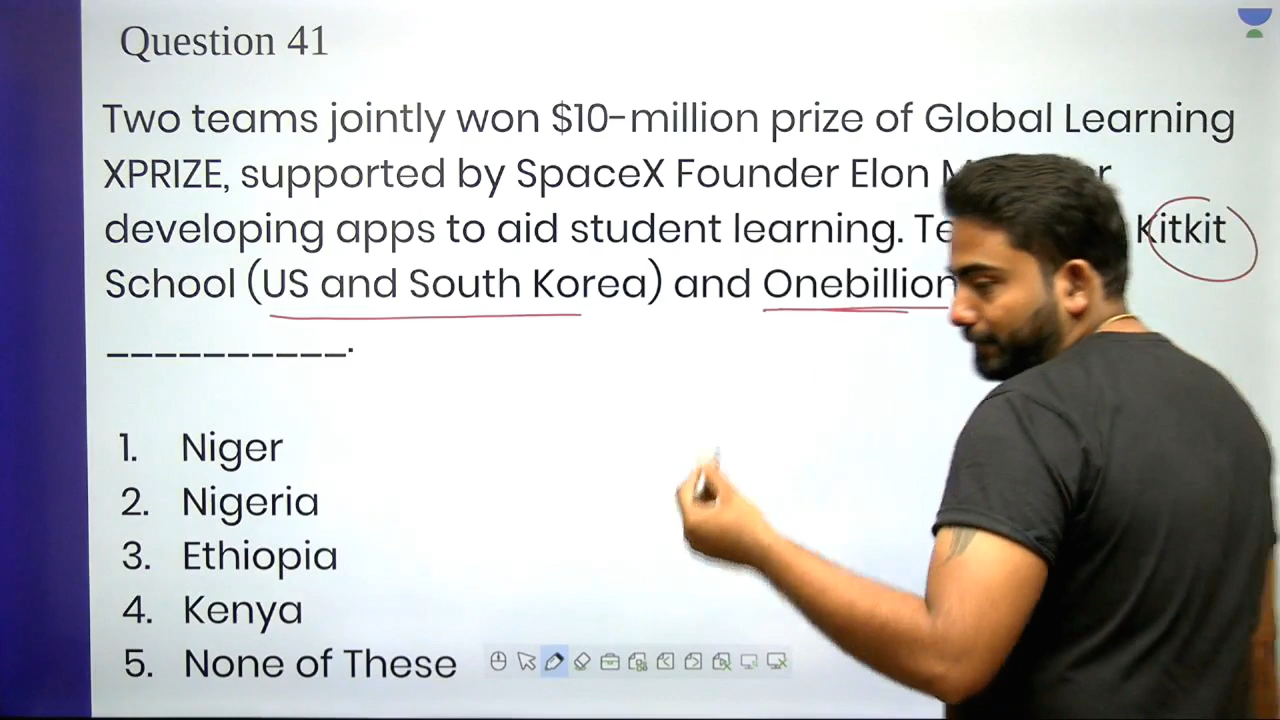 Question 41
Two teams jointly won $10-million prize of Global Learning
XPRIZE, supported by SpaceX Founder Elon
developing apps to aid student learning. Kitkit
School (US and South Korea) and Onebillion
__________.
1. Niger
2. Nigeria
3. Ethiopia
4. Kenya
5. None of These